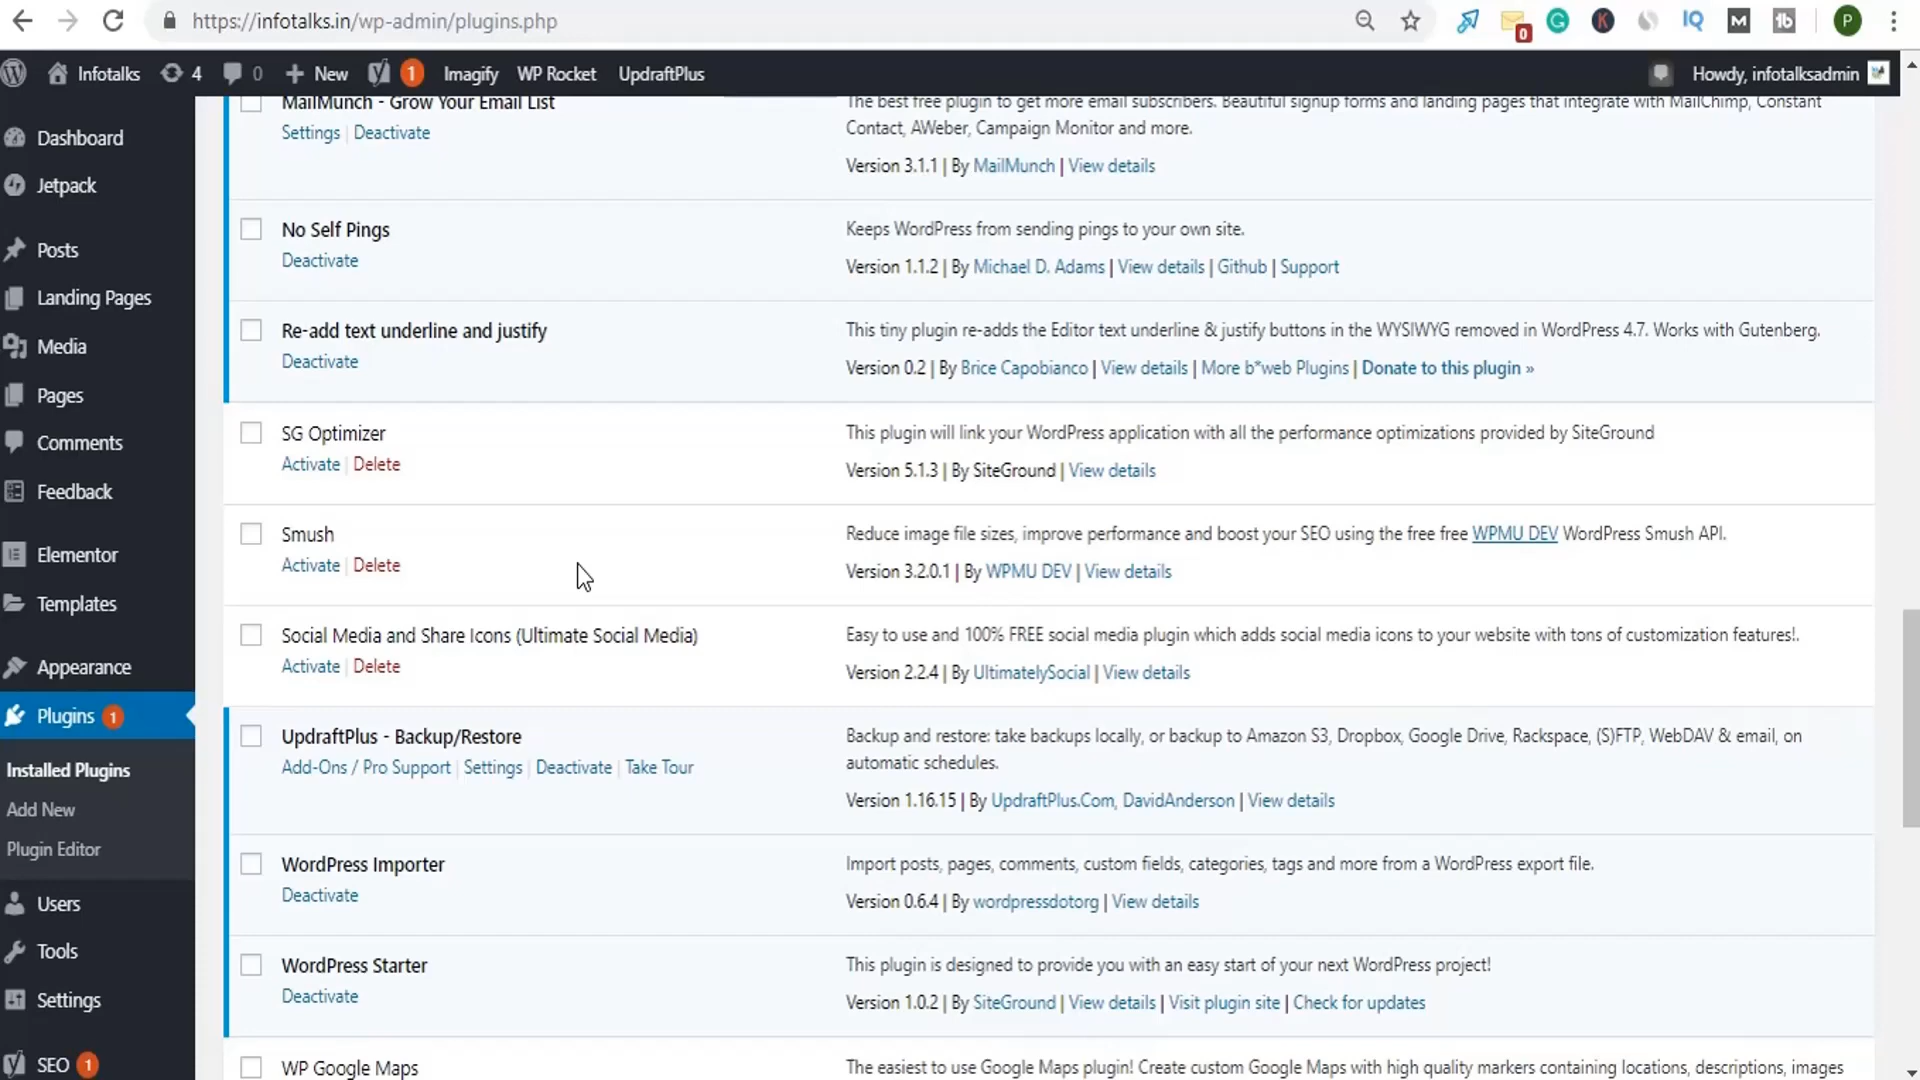 https://infotalks.in/wp-admin/plugins.php
0
Infotalks 4 0 New 1 Imagify WP Rocket UpdraftPlus Howdy, infotalksadmin
Dashboard
Jetpack
Posts
Landing Pages
Media
Pages
Comments
Feedback
Elementor
Templates
Appearance
Plugins 1
Installed Plugins
Add New
Plugin Editor
Users
Tools
Settings
SEO 1
MailMunch - Grow Your Email List
Settings | Deactivate
The best free plugin to get more email subscribers. Beautiful signup forms and landing pages that integrate with MailChimp, Constant
Contact, AWeber, Campaign Monitor and more.
Version 3.1.1 | By MailMunch | View details
No Self Pings
Deactivate
Keeps WordPress from sending pings to your own site.
Version 1.1.2 | By Michael D. Adams | View details | Github | Support
Re-add text underline and justify
Deactivate
This tiny plugin re-adds the Editor text underline & justify buttons in the WYSIWYG removed in WordPress 4.7. Works with Gutenberg.
Version 0.2 | By Brice Capobianco | View details | More b*web Plugins | Donate to this plugin »
SG Optimizer
Activate | Delete
This plugin will link your WordPress application with all the performance optimizations provided by SiteGround
Version 5.1.3 | By SiteGround | View details
Smush
Activate | Delete
Reduce image file sizes, improve performance and boost your SEO using the free free WPMU DEV WordPress Smush API.
Version 3.2.0.1 | By WPMU DEV | View details
Social Media and Share Icons (Ultimate Social Media)
Activate | Delete
Easy to use and 100% FREE social media plugin which adds social media icons to your website with tons of customization features!.
Version 2.2.4 | By UltimatelySocial | View details
UpdraftPlus - Backup/Restore
Add-Ons / Pro Support | Settings | Deactivate | Take Tour
Backup and restore: take backups locally, or backup to Amazon S3, Dropbox, Google Drive, Rackspace, (S)FTP, WebDAV & email, on
automatic schedules.
Version 1.16.15 | By UpdraftPlus.Com, DavidAnderson | View details
WordPress Importer
Deactivate
Import posts, pages, comments, custom fields, categories, tags and more from a WordPress export file.
Version 0.6.4 | By wordpressdotorg | View details
WordPress Starter
Deactivate
This plugin is designed to provide you with an easy start of your next WordPress project!
Version 1.0.2 | By SiteGround | View details | Visit plugin site | Check for updates
WP Google Maps
The easiest to use Google Maps plugin! Create custom Google Maps with high quality markers containing locations, descriptions, images